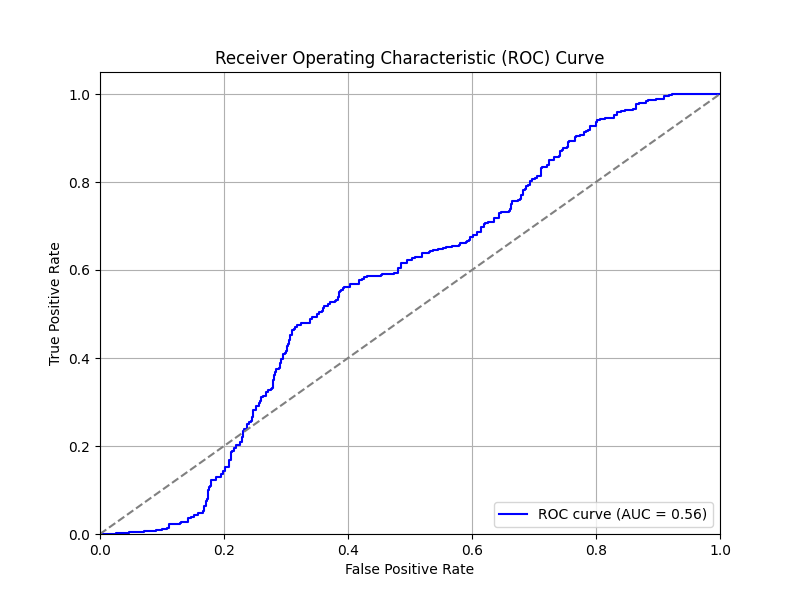 Receiver Operating Characteristic (ROC) Curve
True Positive Rate
1.0
0.8
0.6
0.4
0.2
0.0
0.0 0.2 0.4 0.6 0.8 1.0
False Positive Rate
ROC curve (AUC = 0.56)